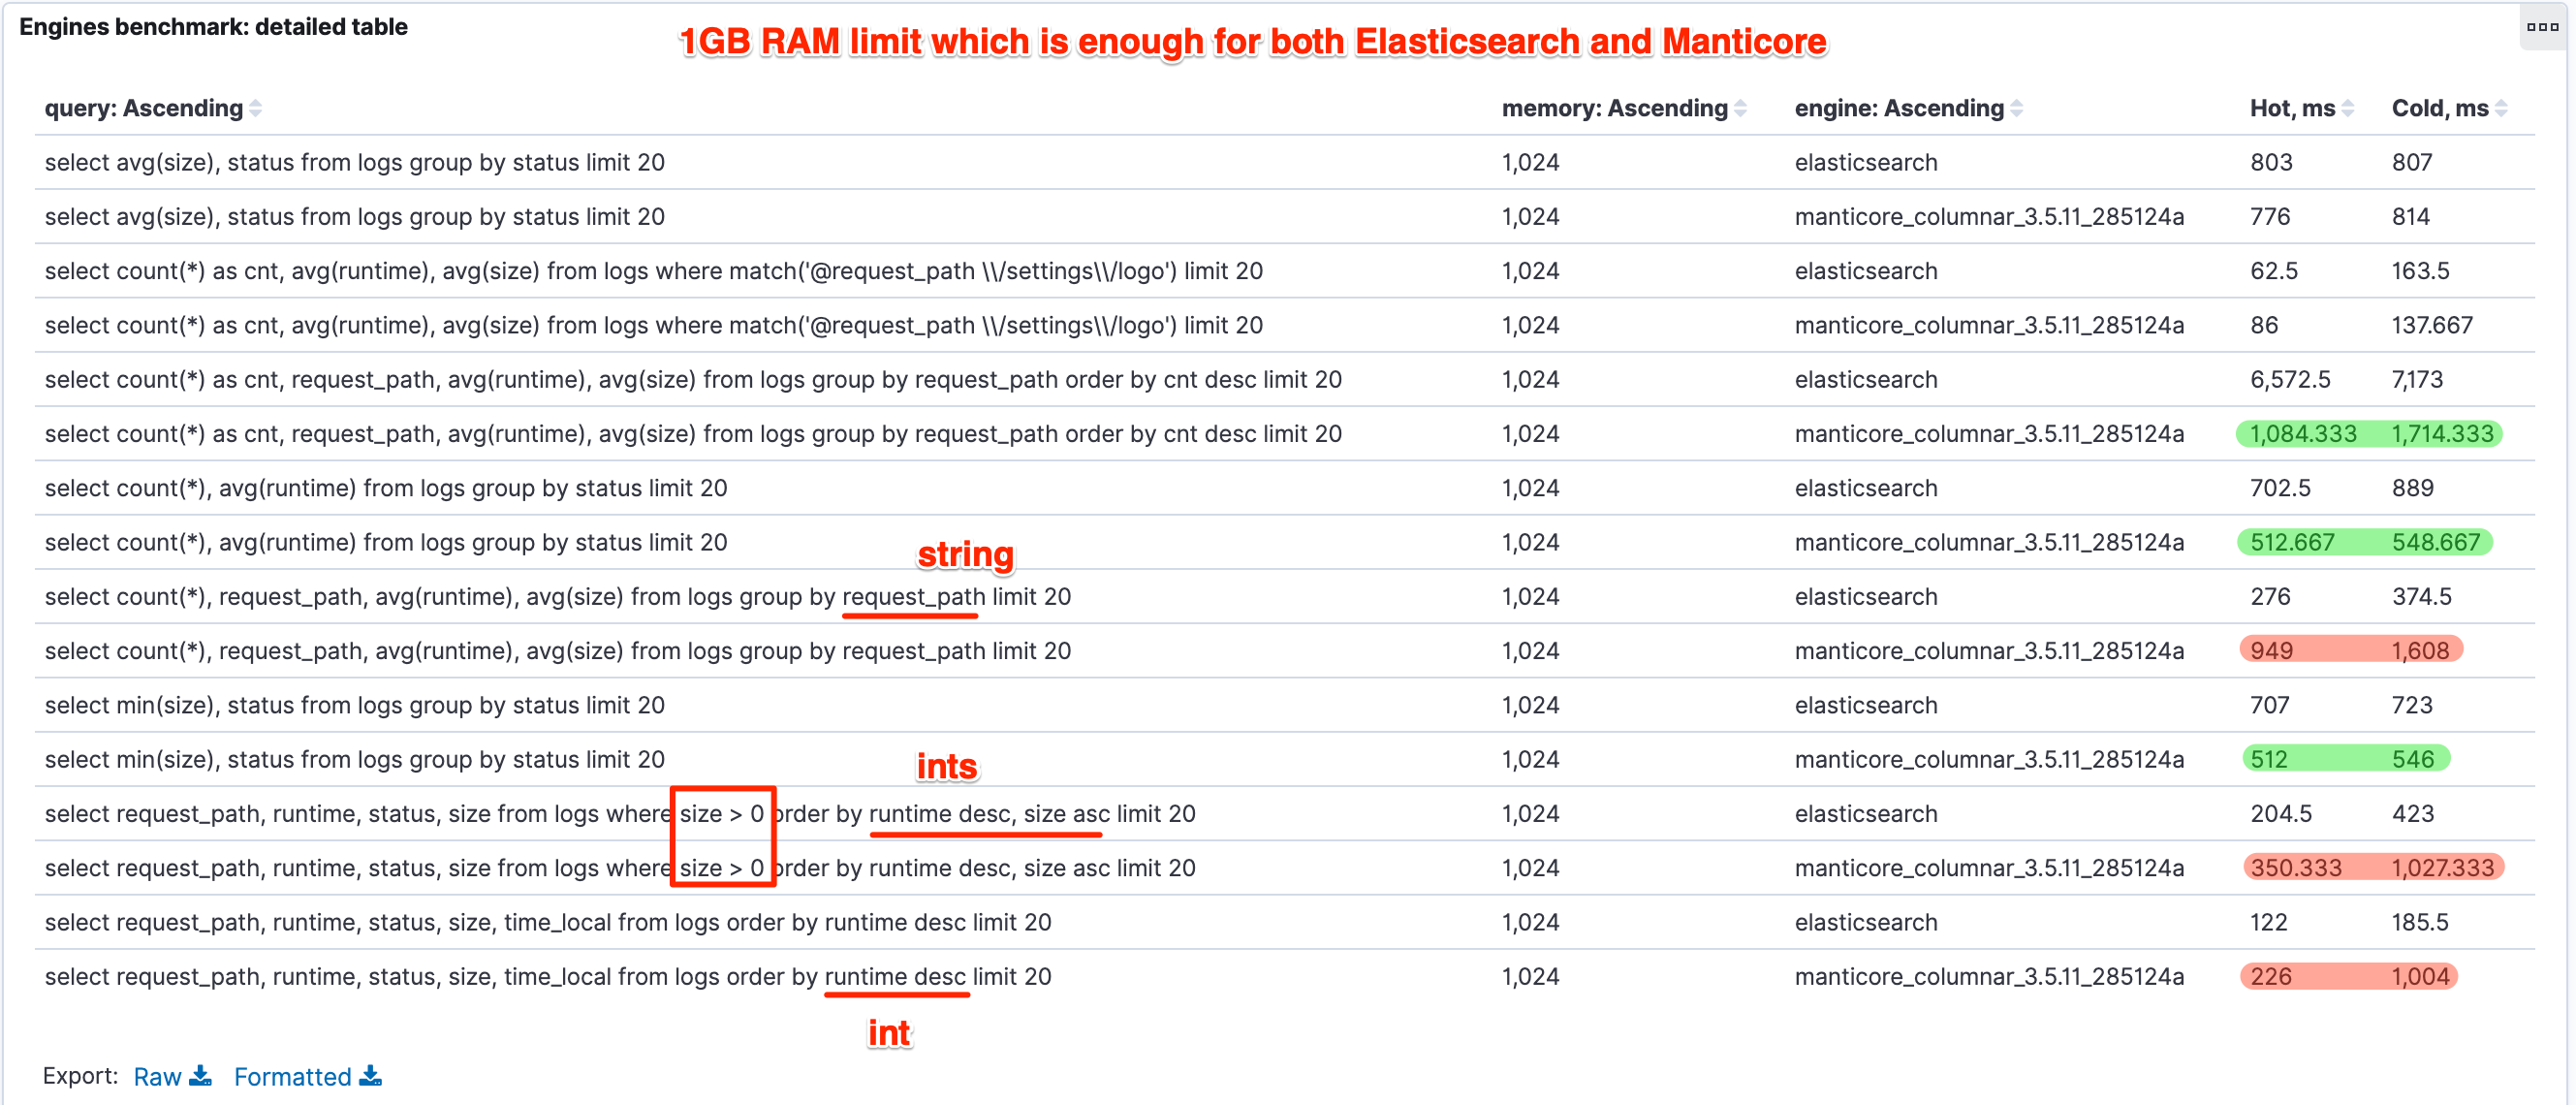 Engines benchmark: detailed table
1GB RAM limit which is enough for both Elasticsearch and Manticore
query: Ascending memory: Ascending engine: Ascending Hot, ms Cold, ms
select avg(size), status from logs group by status limit 20 1,024 elasticsearch 803 807
select avg(size), status from logs group by status limit 20 1,024 manticore_columnar_3.5.11_285124a 776 814
select count(*) as cnt, avg(runtime), avg(size) from logs where match('@request_path \\/settings\\/logo') limit 20 1,024 elasticsearch 62.5 163.5
select count(*) as cnt, avg(runtime), avg(size) from logs where match('@request_path \\/settings\\/logo') limit 20 1,024 manticore_columnar_3.5.11_285124a 86 137.667
select count(*) as cnt, request_path, avg(runtime), avg(size) from logs group by request_path order by cnt desc limit 20 1,024 elasticsearch 6,572.5 7,173
select count(*) as cnt, request_path, avg(runtime), avg(size) from logs group by request_path order by cnt desc limit 20 1,024 manticore_columnar_3.5.11_285124a 1,084.333 1,714.333
select count(*), avg(runtime) from logs group by status limit 20 1,024 elasticsearch 702.5 889
select count(*), avg(runtime) from logs group by status limit 20 1,024 manticore_columnar_3.5.11_285124a 512.667 548.667
string
select count(*), request_path, avg(runtime), avg(size) from logs group by request_path limit 20 1,024 elasticsearch 276 374.5
select count(*), request_path, avg(runtime), avg(size) from logs group by request_path limit 20 1,024 manticore_columnar_3.5.11_285124a 949 1,608
select min(size), status from logs group by status limit 20 1,024 elasticsearch 707 723
select min(size), status from logs group by status limit 20 1,024 manticore_columnar_3.5.11_285124a 512 546
ints
select request_path, runtime, status, size from logs where size > 0 order by runtime desc, size asc limit 20 1,024 elasticsearch 204.5 423
select request_path, runtime, status, size from logs where size > 0 order by runtime desc, size asc limit 20 1,024 manticore_columnar_3.5.11_285124a 350.333 1,027.333
select request_path, runtime, status, size, time_local from logs order by runtime desc limit 20 1,024 elasticsearch 122 185.5
select request_path, runtime, status, size, time_local from logs order by runtime desc limit 20 1,024 manticore_columnar_3.5.11_285124a 226 1,004
int
Export: Raw Formatted